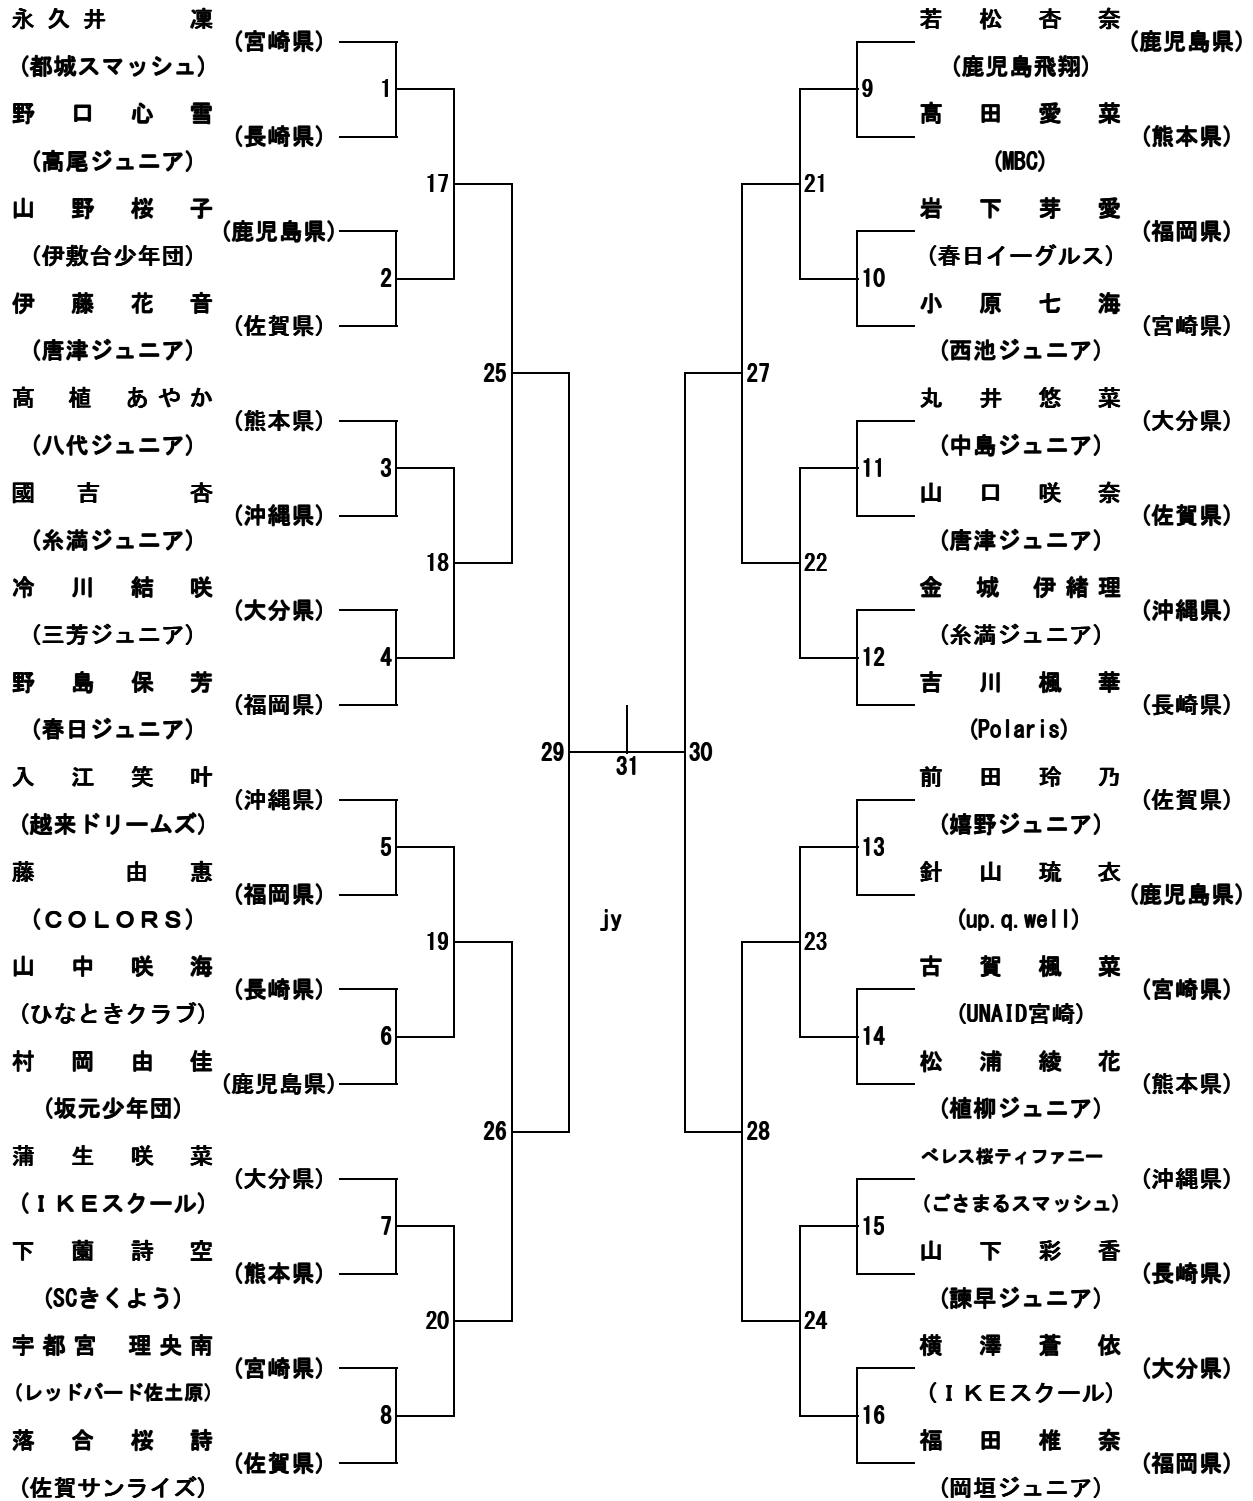 永久井 凜
(宮崎県)
(都城スマッシュ)
1
野口心雪
(長崎県)
(高尾ジュニア)
17
山野桜子
(鹿児島県)
(伊敷台少年団)
2
伊藤花音
(佐賀県)
(唐津ジュニア)
25
髙植あやか
(熊本県)
(八代ジュニア)
3
國吉 杏
(沖縄県)
(糸満ジュニア)
18
冷川結咲
(大分県)
(三芳ジュニア)
4
野島保芳
(福岡県)
(春日ジュニア)
29
入江笑叶
(沖縄県)
(越来ドリームズ)
5
藤 由惠
(福岡県)
(COLORS)
19
山中咲海
(長崎県)
(ひなときクラブ)
6
村岡由佳
(鹿児島県)
(坂元少年団)
26
蒲生咲菜
(大分県)
(IKEスクール)
7
下薗詩空
(熊本県)
(SCきくよう)
20
宇都宮 理央南
(宮崎県)
(レッドバード佐土原)
8
落合桜詩
(佐賀県)
(佐賀サンライズ)
31
jy
若松杏奈
(鹿児島県)
(鹿児島飛翔)
9
髙田愛菜
(熊本県)
(MBC)
21
岩下芽愛
(福岡県)
(春日イーグルス)
10
小原七海
(宮崎県)
(西池ジュニア)
27
丸井悠菜
(大分県)
(中島ジュニア)
11
山口咲奈
(佐賀県)
(唐津ジュニア)
22
金城 伊緒理
(沖縄県)
(糸満ジュニア)
12
吉川楓華
(長崎県)
(Polaris)
30
前田玲乃
(佐賀県)
(嬉野ジュニア)
13
針山琉衣
(鹿児島県)
(up.q.well)
23
古賀楓菜
(宮崎県)
(UNAID宮崎)
14
松浦綾花
(熊本県)
(植柳ジュニア)
28
ベレス桜ティファニー
(沖縄県)
(ごさまるスマッシュ)
15
山下彩香
(長崎県)
(諫早ジュニア)
24
横澤蒼依
(大分県)
(IKEスクール)
16
福田椎奈
(福岡県)
(岡垣ジュニア)